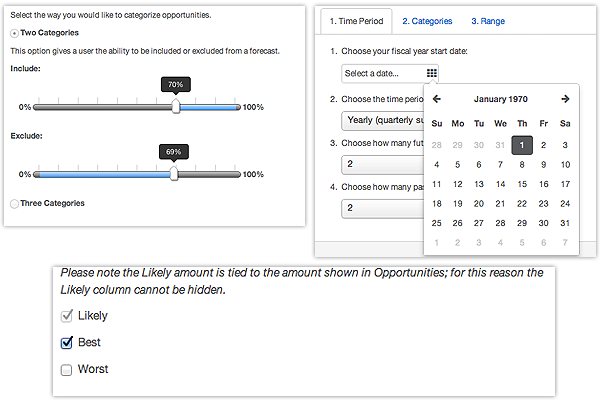 Select the way you would like to categorize opportunities.
Two Categories
This option gives a user the ability to be included or excluded from a forecast.
Include:
70%
0% 100%
Exclude:
69%
0% 100%
Three Categories
1. Time Period 2. Categories 3. Range
1. Choose your fiscal year start date:
Select a date...
2. Choose the time perio
Yearly (quarterly su
3. Choose how many fut
2
4. Choose how many pas
2
January 1970
Su Mo Tu We Th Fr Sa
28 29 30 31 1 2 3
4 5 6 7 8 9 10
11 12 13 14 15 16 17
18 19 20 21 22 23 24
25 26 27 28 29 30 31
1 2 3 4 5 6 7
Please note the Likely amount is tied to the amount shown in Opportunities; for this reason the
Likely column cannot be hidden.
Likely
Best
Worst